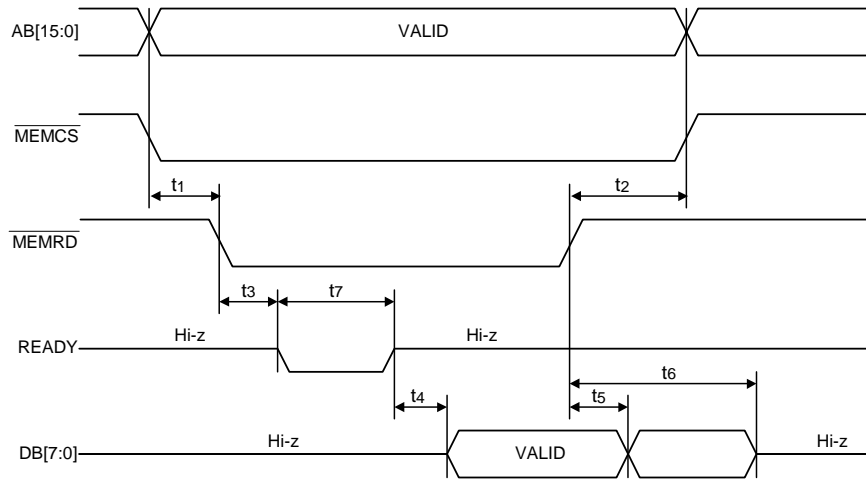 AB[15:0]
VALID
MEMCS
t1
t2
MEMRD
t3
t7
Hi-z
Hi-z
READY
t6
t4
t5
Hi-z
VALID
Hi-z
DB[7:0]